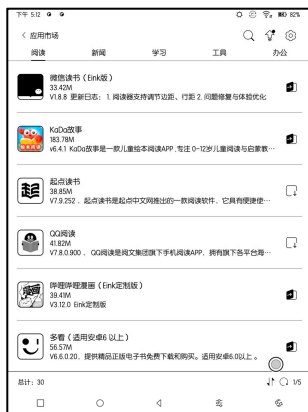 下午 5:12
82%
应用市场
阅读 新闻 学习 工具 办公
微信读书（Eink版）
33.42M
V1.8.8 更新日志： 1. 阅读器支持调节边距、行距 2. 问题修复与体验优化
KaDa故事
183.78M
v6.4.1 KaDa故事是一款儿童绘本阅读APP,专注 0-12岁儿童阅读与启蒙教…
起点读书
38.85M
V7.9.252 ，起点读书是起点中文网推出的一款阅读软件，它具有便捷使…
QQ阅读
41.82M
V7.8.0.900 ，QQ阅读是阅文集团旗下手机阅读APP，拥有旗下各平台海…
哔哩哔哩漫画（Eink定制版）
39.41M
V3.12.0 Eink定制版
多看（适用安卓6 以上）
56.57M
V6.6.0.20，提供精品正版电子书免费下载和购买。适用安卓6.0以上 。
总计：30
1/5